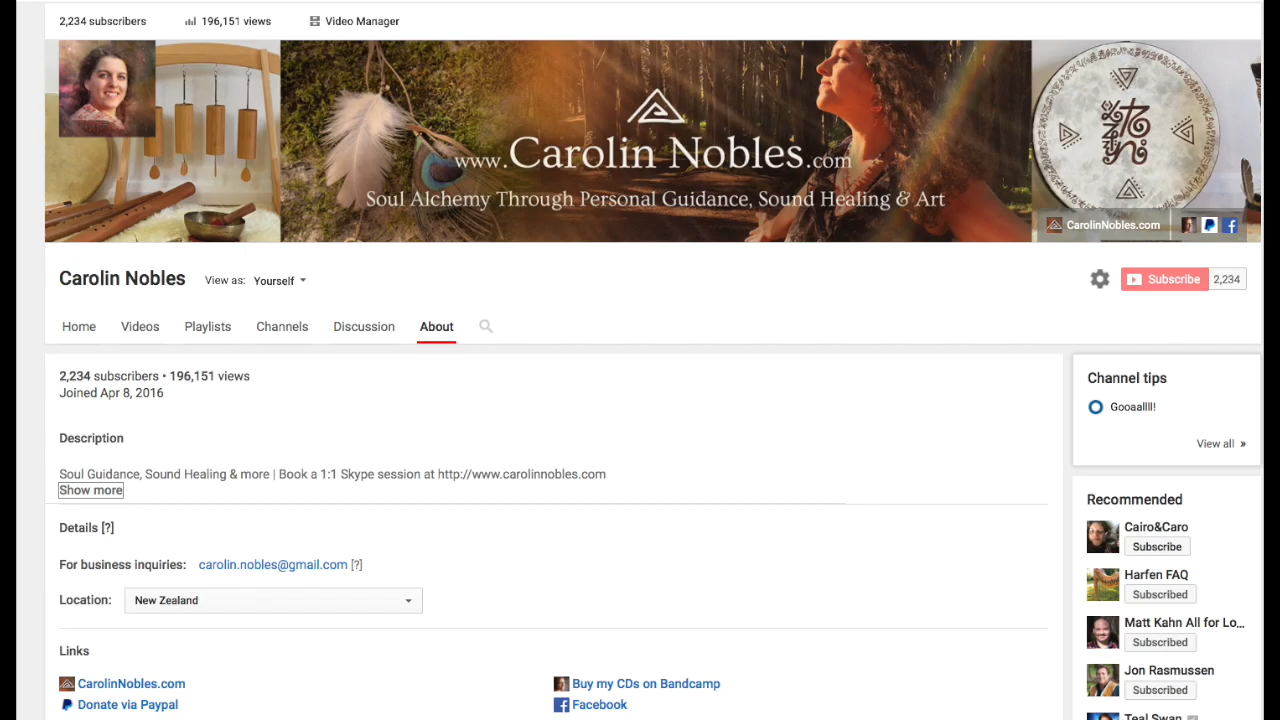 2,234 subscribers 196,151 views Video Manager
www.Carolin Nobles.com
Soul Alchemy Through Personal Guidance, Sound Healing & Art
CarolinNobles.com
Carolin Nobles View as: Yourself
Subscribe 2,234
Home Videos Playlists Channels Discussion About
2,234 subscribers • 196,151 views
Joined Apr 8, 2016
Description
Soul Guidance, Sound Healing & more | Book a 1:1 Skype session at http://www.carolinnobles.com
Show more
Details [?]
For business inquiries: carolin.nobles@gmail.com [?]
Location: New Zealand
Links
CarolinNobles.com Buy my CDs on Bandcamp
Donate via Paypal Facebook
Channel tips
Gooaallll!
View all »
Recommended
Cairo&Caro
Subscribe
Harfen FAQ
Subscribed
Matt Kahn All for Lo...
Subscribed
Jon Rasmussen
Subscribed
Teal Swan